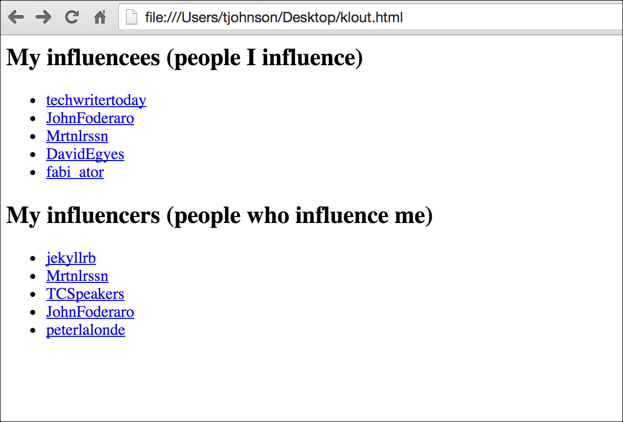 file:///Users/tjohnson/Desktop/klout.html
My influencees (people I influence)
techwritertoday
JohnFoderaro
Mrtnlrssn
DavidEgyes
fabi_ator
My influencers (people who influence me)
jekyllrb
Mrtnlrssn
TCSpeakers
JohnFoderaro
peterlalonde